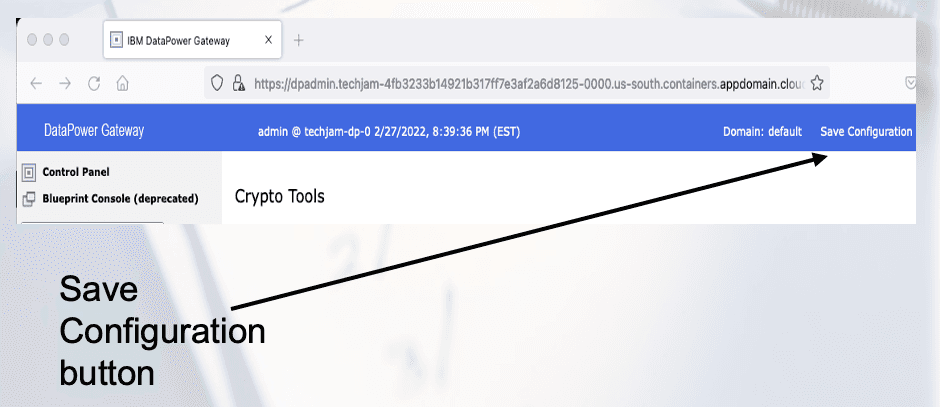 IBM DataPower Gateway X +
https://dpadmin.techjam-4fb3233b14921b317ff7e3af2a6d8125-0000.us-south.containers.appdomain.clou
DataPower Gateway admin @ techjam-dp-0 2/27/2022, 8:39:36 PM (EST) Domain: default Save Configuration
Control Panel
Blueprint Console (deprecated)
Crypto Tools
Save
Configuration
button